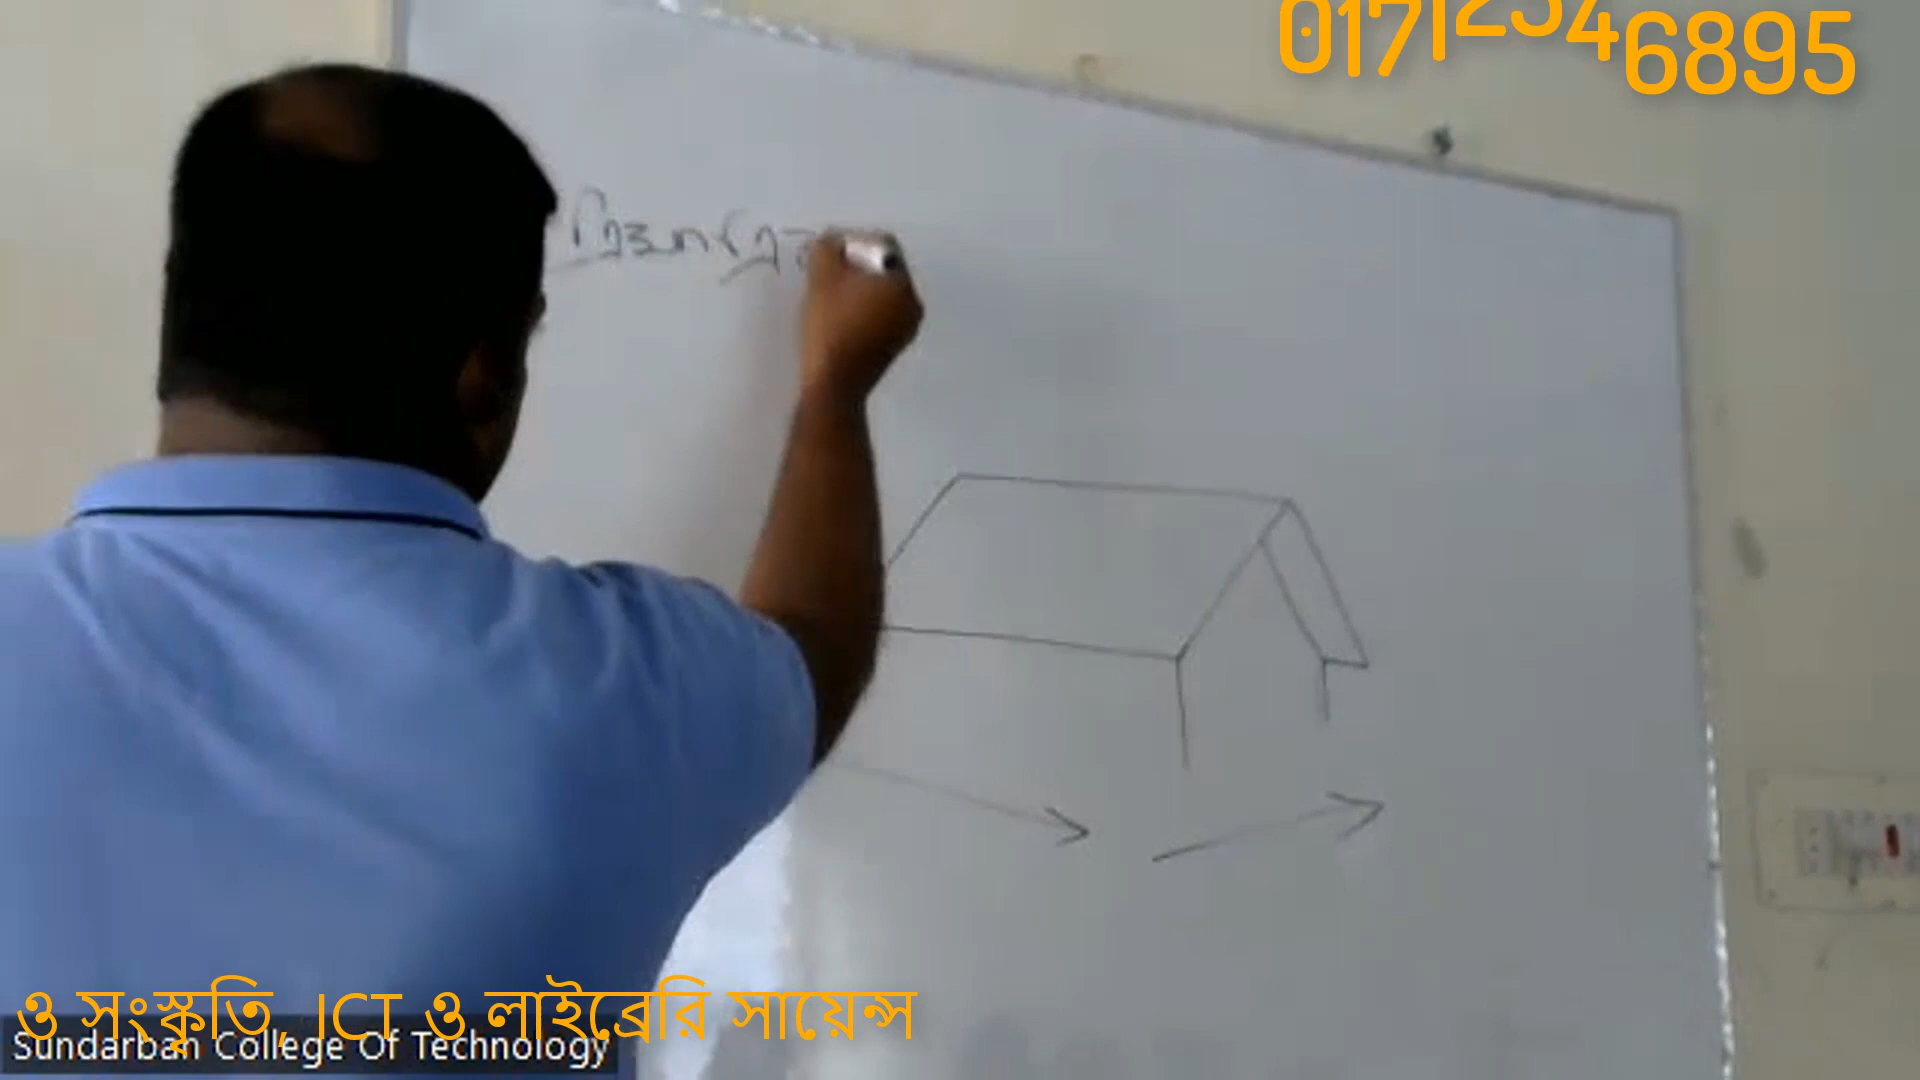 01712346895
ও সংস্কৃতি, ICT ও লাইব্রেরি সায়েন্স
Sundarban College Of Technology